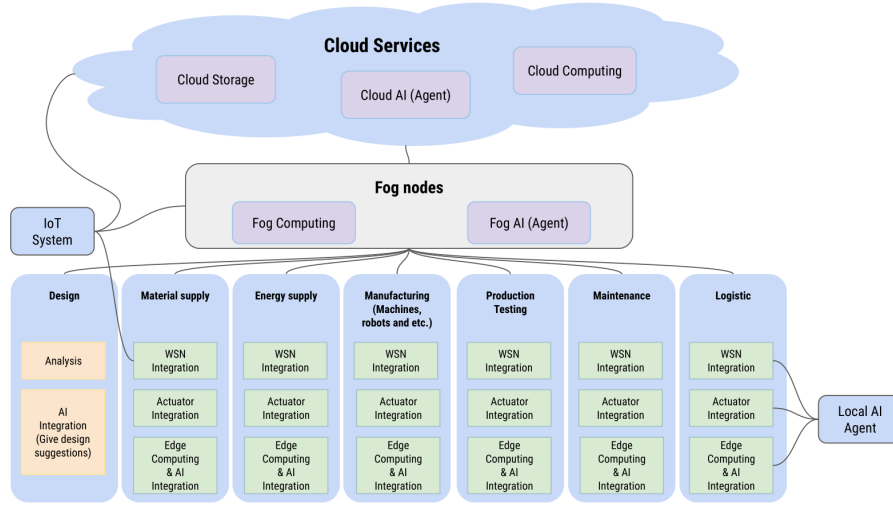 Cloud Services
Cloud Storage
Cloud AI (Agent)
Cloud Computing
Fog nodes
Fog Computing
Fog AI (Agent)
IoT
System
Design
Analysis
AI
Integration
(Give design
suggestions)
Material supply
WSN
Integration
Actuator
Integration
Edge
Computing
& AI
Integration
Energy supply
WSN
Integration
Actuator
Integration
Edge
Computing
& AI
Integration
Manufacturing
(Machines,
robots and etc.)
WSN
Integration
Actuator
Integration
Edge
Computing
& AI
Integration
Production
Testing
WSN
Integration
Actuator
Integration
Edge
Computing
& AI
Integration
Maintenance
WSN
Integration
Actuator
Integration
Edge
Computing
& AI
Integration
Logistic
WSN
Integration
Actuator
Integration
Edge
Computing
& AI
Integration
Local AI
Agent